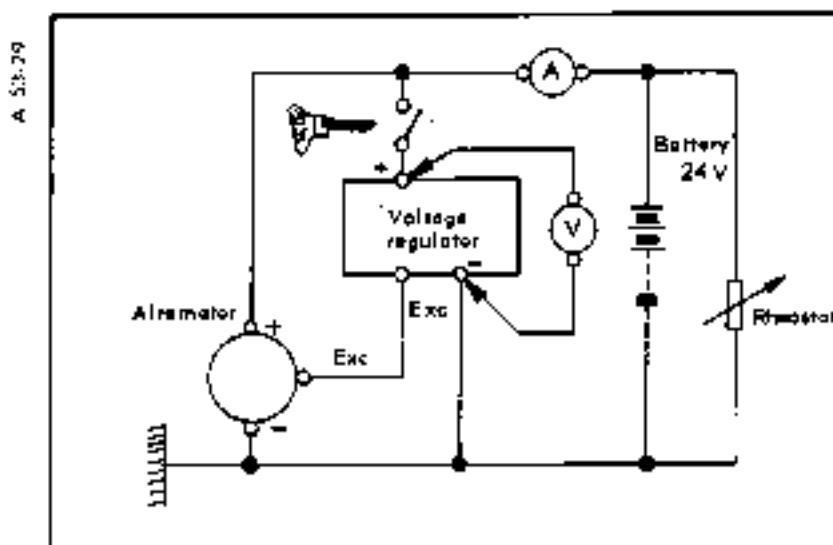 A 53-29
A
Battery
24 V
+
Voltage
regulator
V
-
Alternator
+
Exc
Exc
Rheostat
-